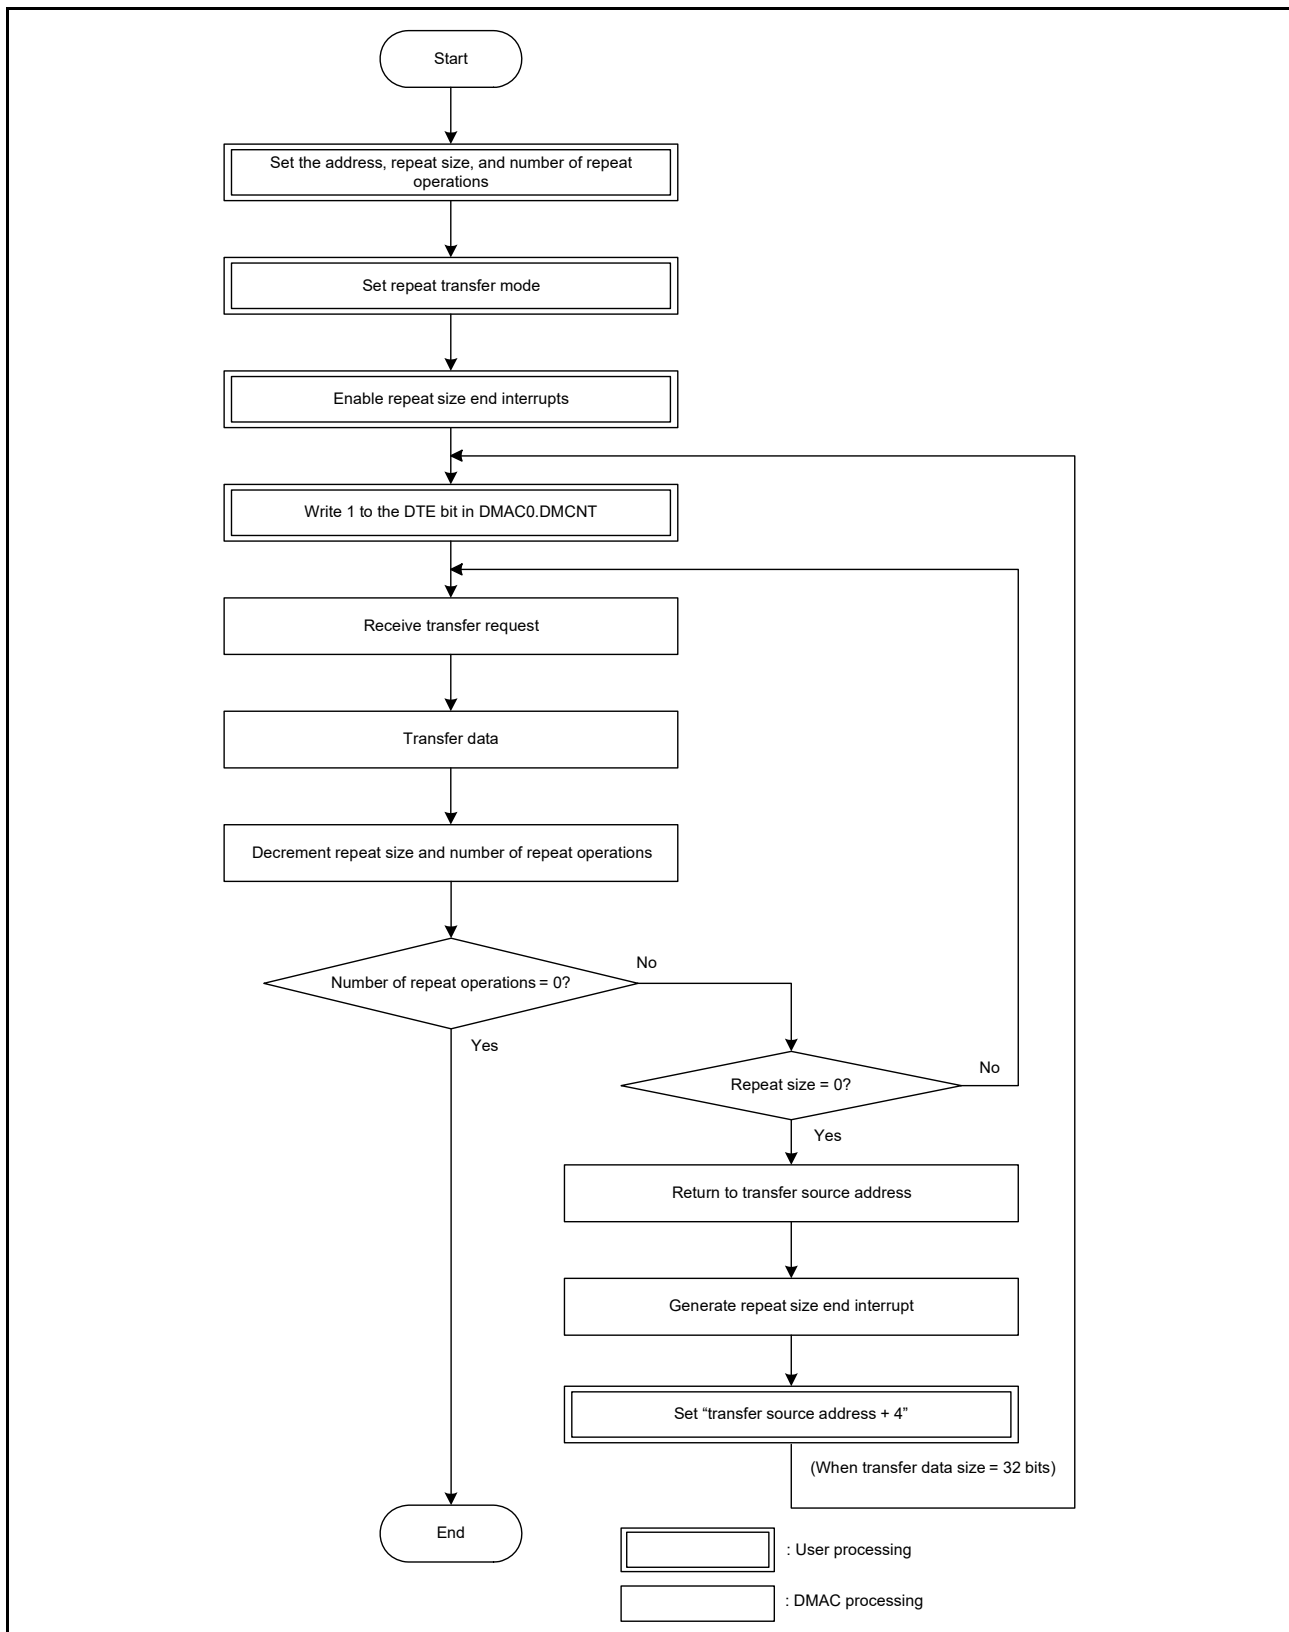 Start
Set the address, repeat size, and number of repeat
operations
Set repeat transfer mode
Enable repeat size end interrupts
Write 1 to the DTE bit in DMAC0.DMCNT
Receive transfer request
Transfer data
Decrement repeat size and number of repeat operations
Number of repeat operations = 0?
No
Yes
Repeat size = 0?
No
Yes
Return to transfer source address
Generate repeat size end interrupt
Set “transfer source address + 4”
(When transfer data size = 32 bits)
End
: User processing
: DMAC processing